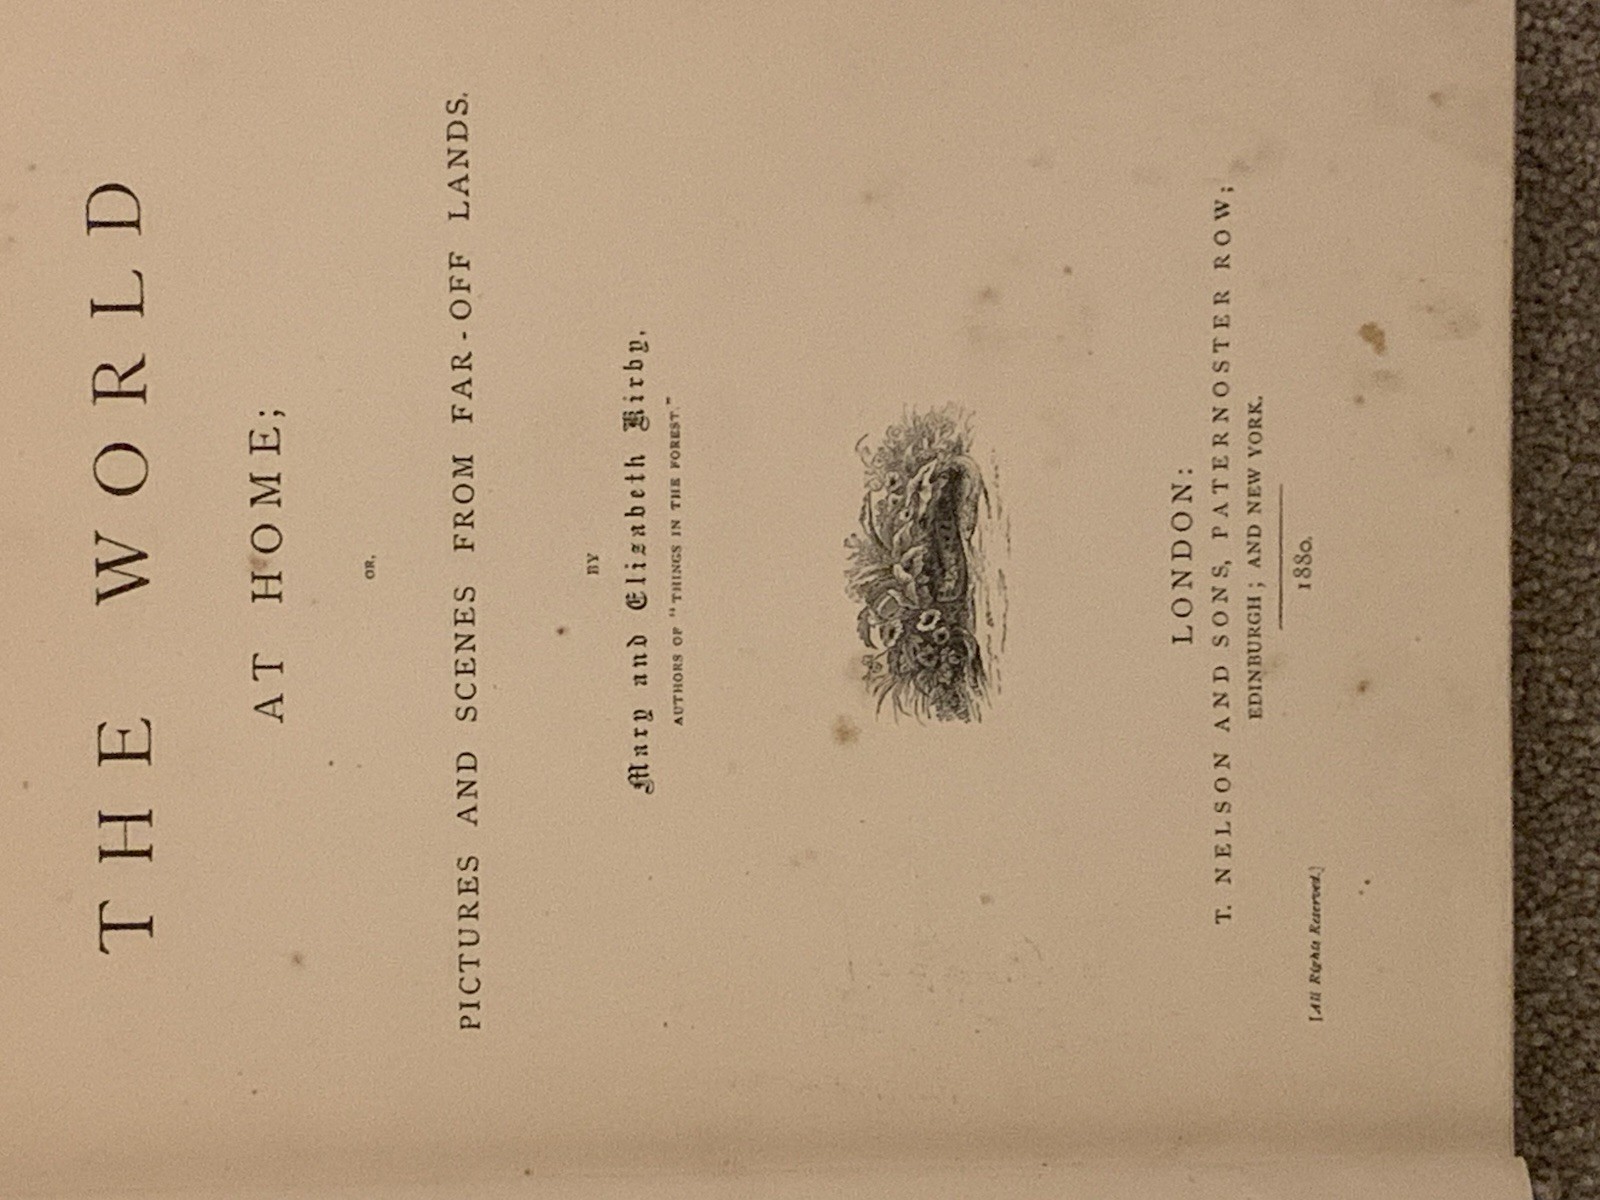 THE WORLD
AT HOME;
OR,
PICTURES AND SCENES FROM FAR-OFF LANDS.
BY
Mary and Elizabeth Kirby,
AUTHORS OF "THINGS IN THE FOREST."
LONDON:
T. NELSON AND SONS, PATERNOSTER ROW;
EDINBURGH; AND NEW YORK.
1880.
[All Rights Reserved.]